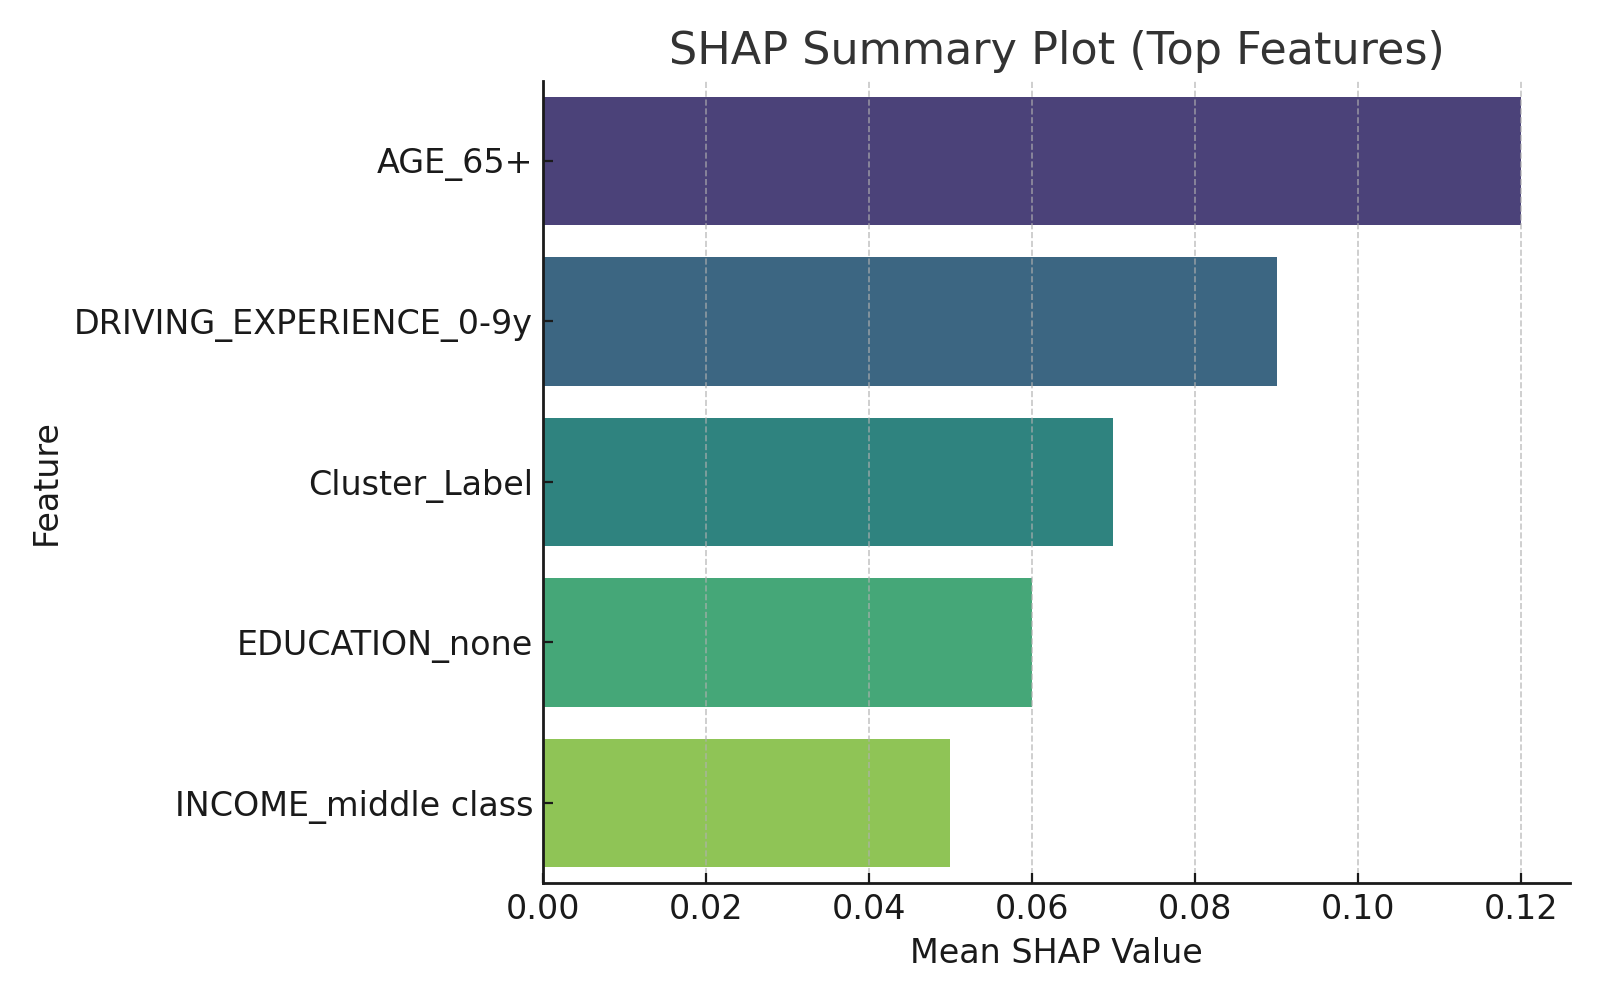 SHAP Summary Plot (Top Features)
AGE_65+
DRIVING_EXPERIENCE_0-9y
Cluster_Label
EDUCATION_none
INCOME_middle class
Feature
0.00 0.02 0.04 0.06 0.08 0.10 0.12
Mean SHAP Value